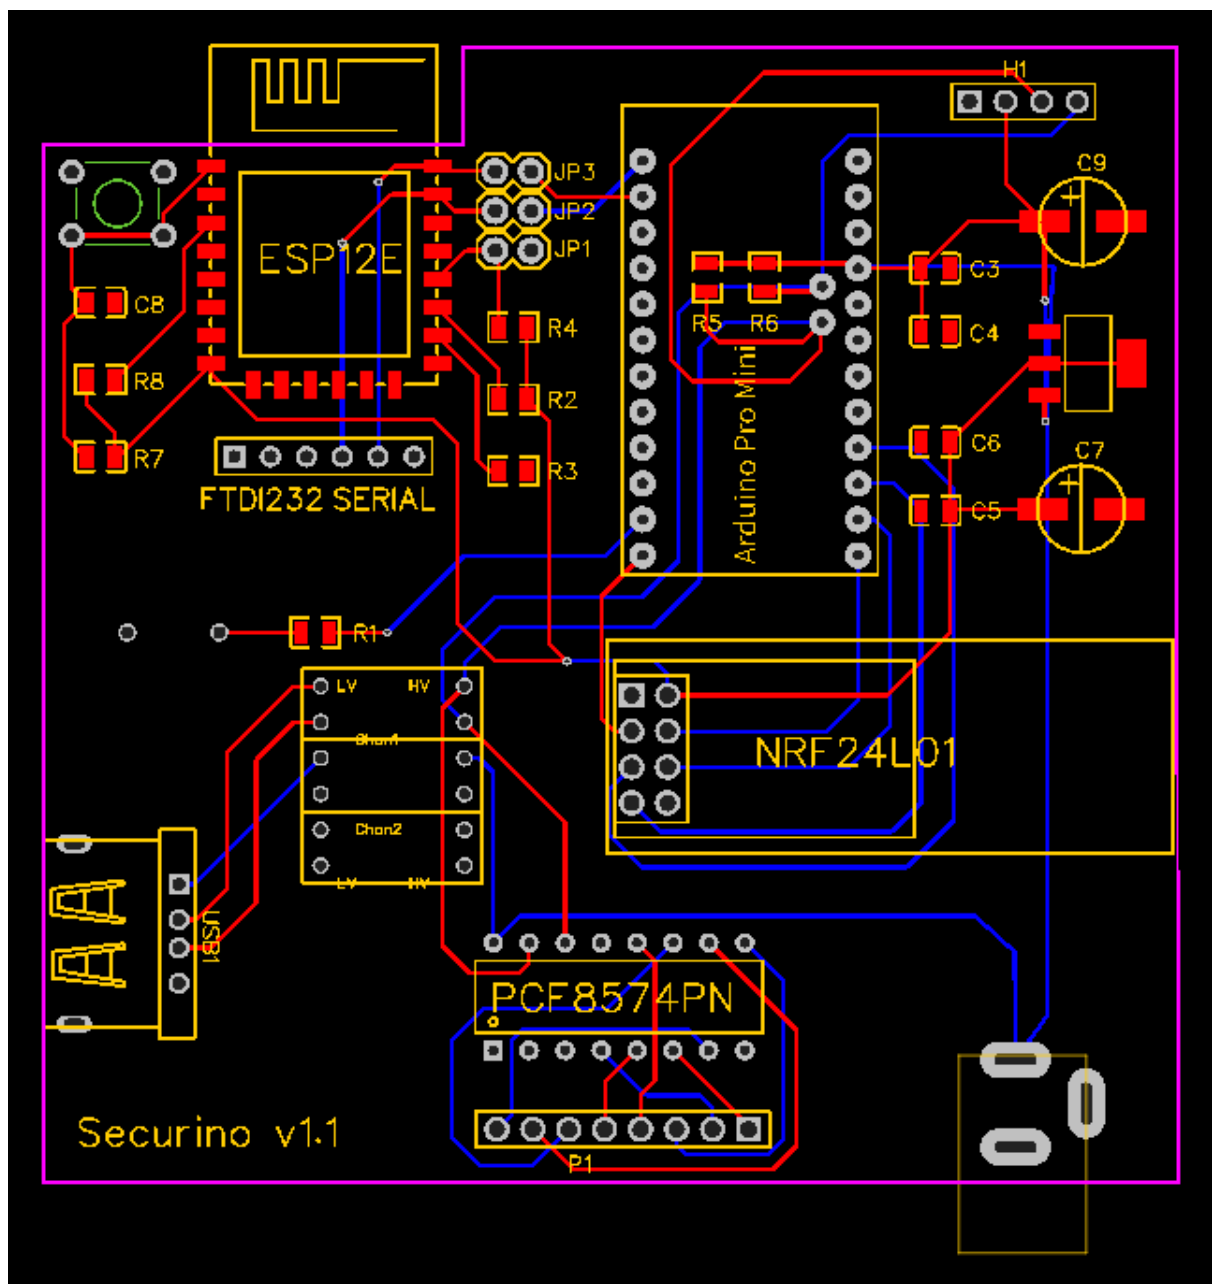 H1
C9
JP3
JP2
JP1
ESP12E
C8
R4
R5
R6
C3
C4
R8
R2
Arduino Pro Mini
R7
R3
C6
C7
FTDI232 SERIAL
C5
R1
LV
HV
Chan1
NRF24L01
Chan2
LV
HV
USB1
PCF8574PN
Securino v1.1
P1